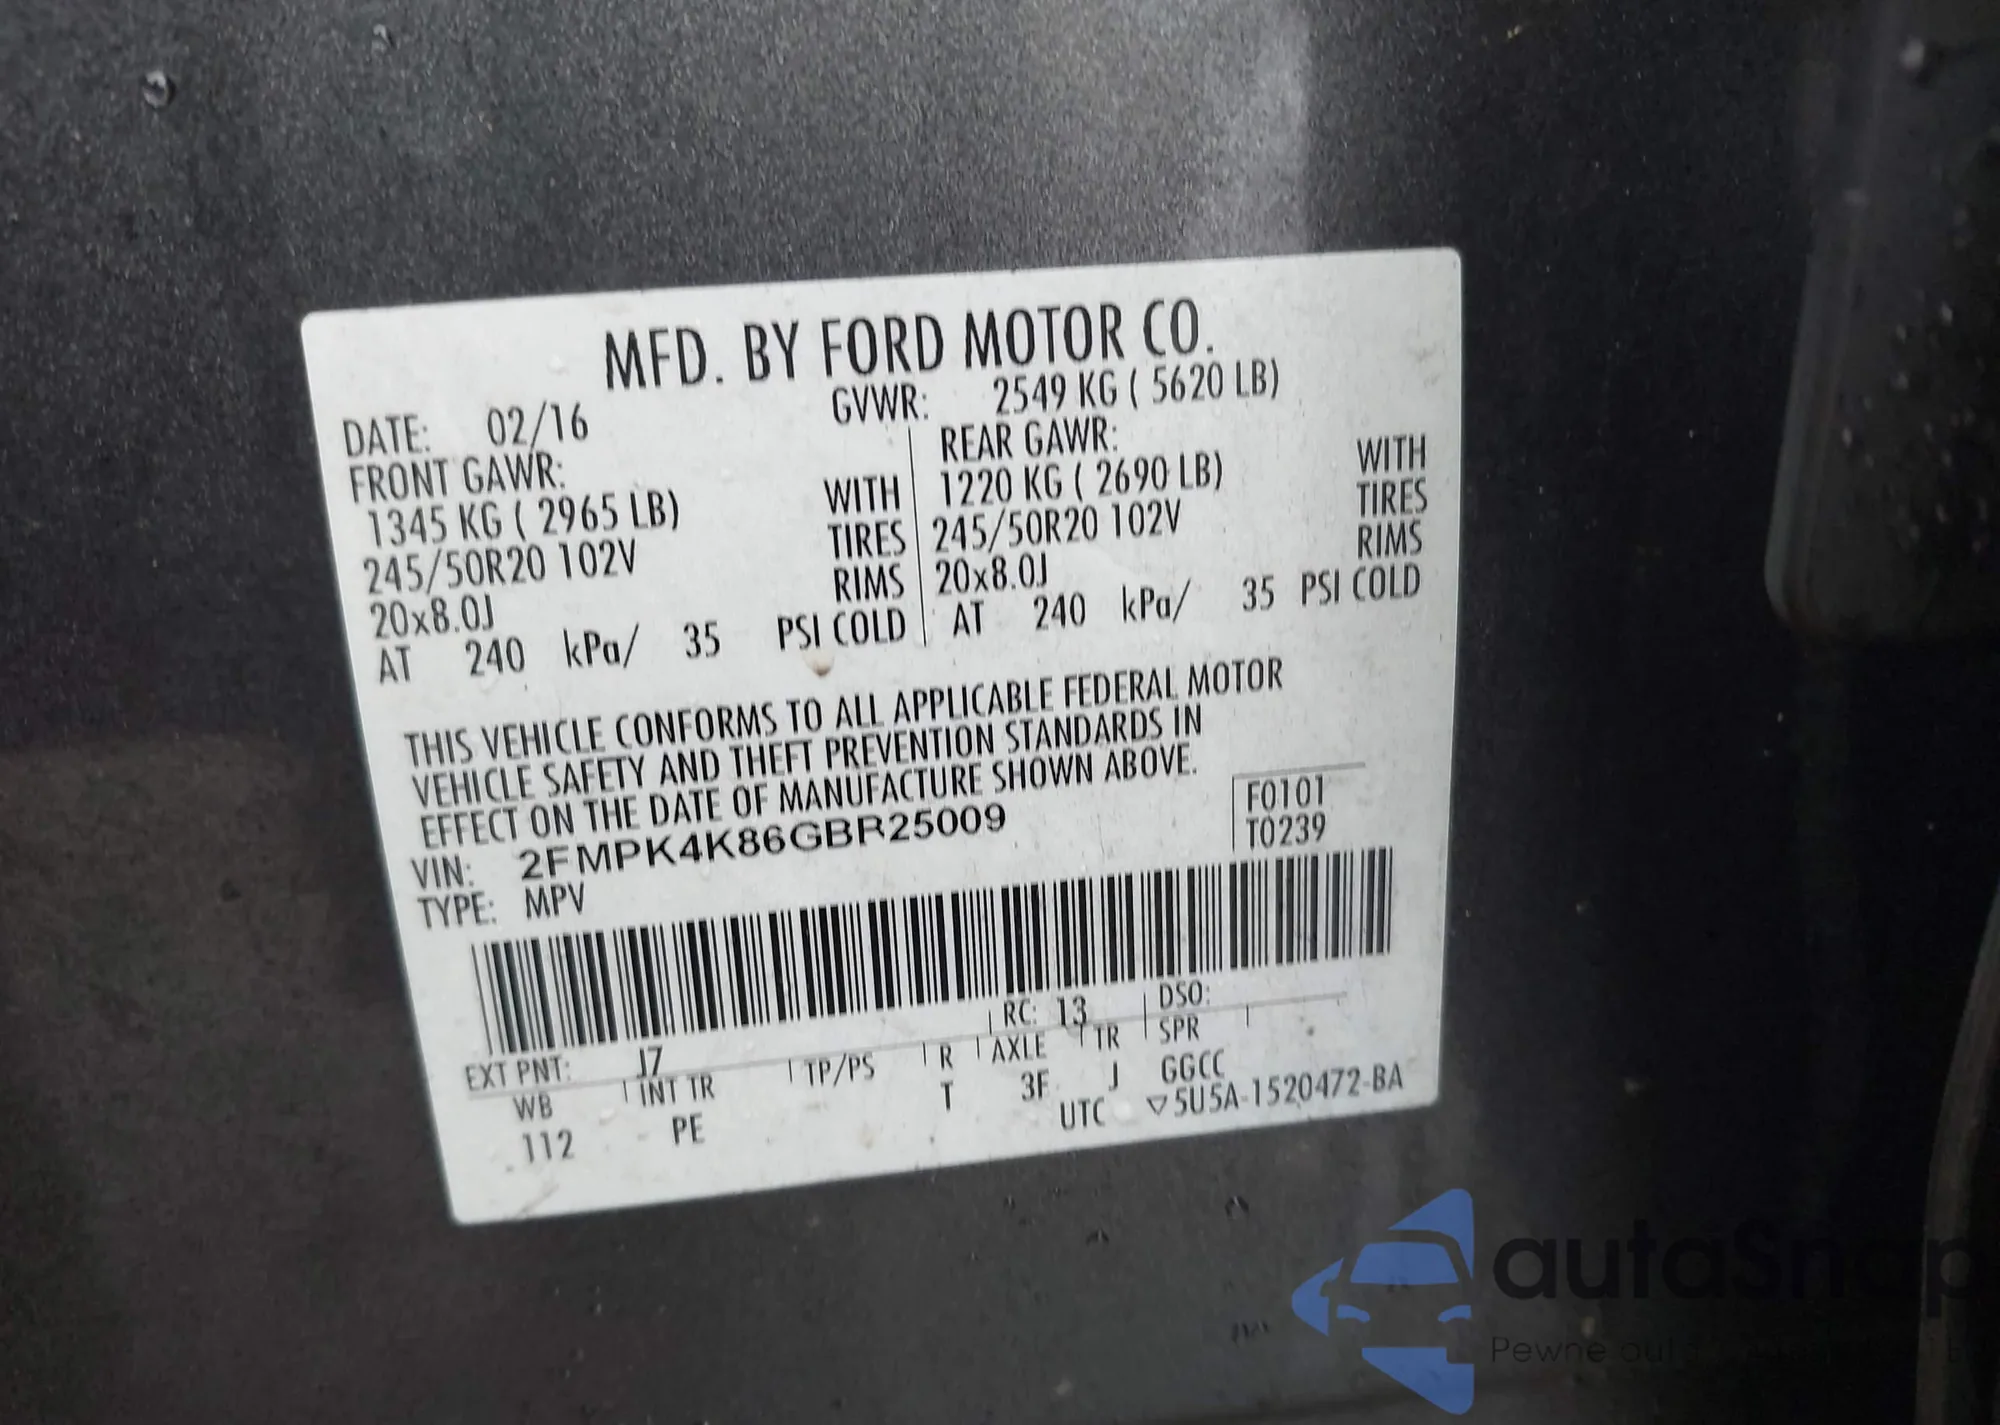 MFD. BY FORD MOTOR CO.
DATE: 02/16 GVWR: 2549 KG ( 5620 LB)
FRONT GAWR: REAR GAWR:
1345 KG ( 2965 LB) WITH 1220 KG ( 2690 LB) WITH
245/50R20 102V TIRES 245/50R20 102V TIRES
20x8.0J RIMS 20x8.0J RIMS
AT 240 kPa/ 35 PSI COLD AT 240 kPa/ 35 PSI COLD
THIS VEHICLE CONFORMS TO ALL APPLICABLE FEDERAL MOTOR
VEHICLE SAFETY AND THEFT PREVENTION STANDARDS IN
EFFECT ON THE DATE OF MANUFACTURE SHOWN ABOVE.
VIN: 2FMPK4K86GBR25009 F0101
TYPE: MPV T0239
EXT PNT: J7 RC: 13 DSO:
WB INT TR TP/PS R AXLE TR SPR
112 PE T 3F J GGCC
UTC ▽5U5A-1520472-BA
autaSnap
Pewne